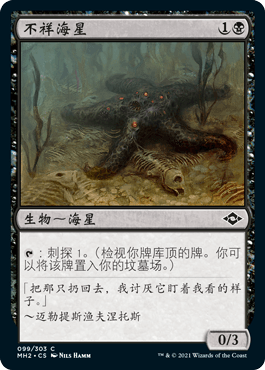 不祥海星 1
生物～海星
：刺探 1。（检视你牌库顶的牌。你可
以将该牌置入你的坟墓场。）
「把那只扔回去，我讨厌它盯着我看的样
子。」
～迈勒提斯渔夫涅托斯
0/3
099/303 C
MH2 • CS NILS HAMM
™ & © 2021 Wizards of the Coast